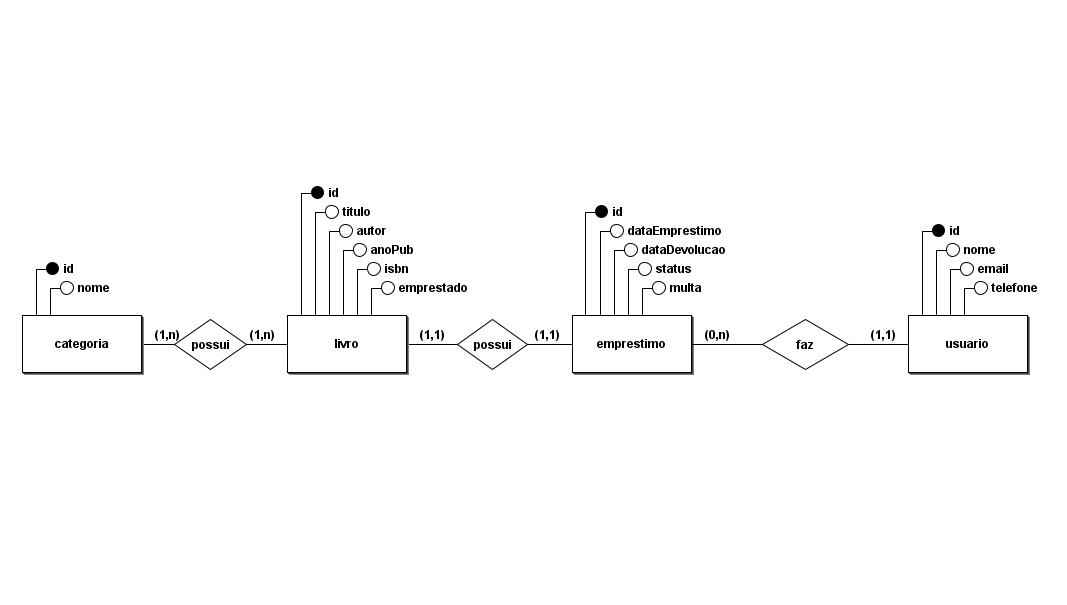 id
titulo
autor
anoPub
isbn
emprestado
id
dataEmprestimo
dataDevolucao
status
multa
id
nome
email
telefone
id
nome
categoria (1,n) possui (1,n) livro (1,1) possui (1,1) emprestimo (0,n) faz (1,1) usuario